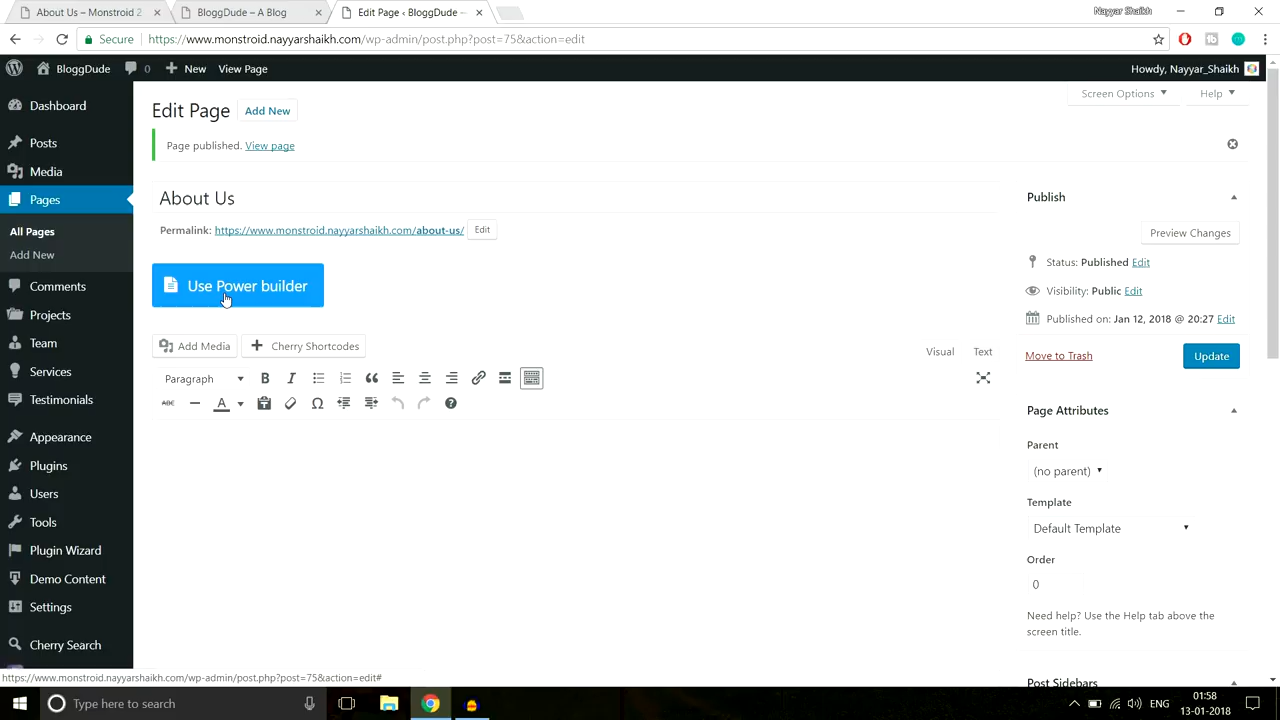 About Us – Monstroid 2
BloggDude – A Blog
Edit Page ‹ BloggDude —
Nayyar Shaikh
Secure
https://www.monstroid.nayyarshaikh.com/wp-admin/post.php?post=75&action=edit
BloggDude
0
New
View Page
Howdy, Nayyar_Shaikh
Dashboard
Posts
Media
Pages
All Pages
Add New
Comments
Projects
Team
Services
Testimonials
Appearance
Plugins
Users
Tools
Plugin Wizard
Demo Content
Settings
Cherry Search
Screen Options
Help
Edit Page
Add New
Page published. View page
About Us
Permalink: https://www.monstroid.nayyarshaikh.com/about-us/ Edit
Use Power builder
Add Media
Cherry Shortcodes
Visual
Text
Paragraph
ABC
Publish
Preview Changes
Status: Published Edit
Visibility: Public Edit
Published on: Jan 12, 2018 @ 20:27 Edit
Move to Trash
Update
Page Attributes
Parent
(no parent)
Template
Default Template
Order
0
Need help? Use the Help tab above the
screen title.
Post Sidebars
https://www.monstroid.nayyarshaikh.com/wp-admin/post.php?post=75&action=edit#
Type here to search
ENG
01:58
13-01-2018